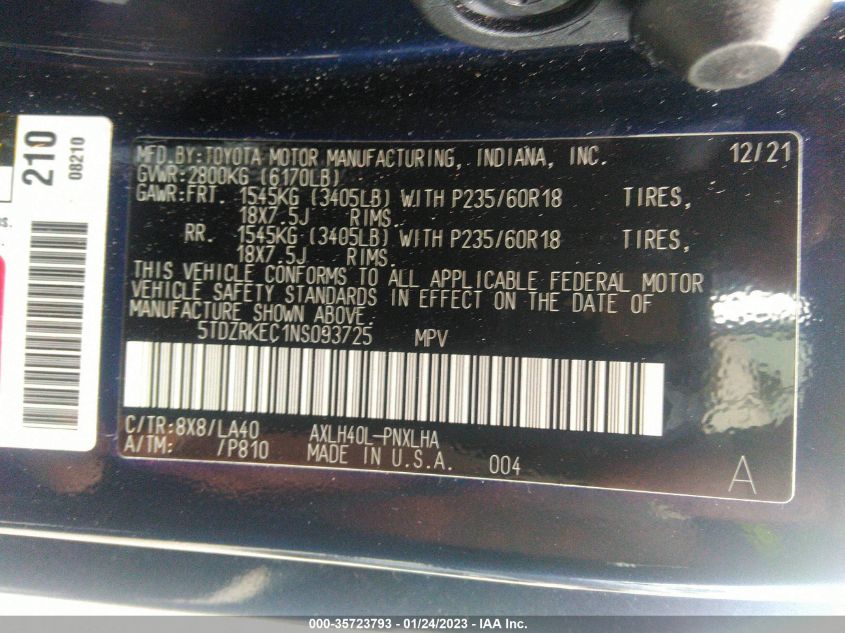 210
08210
MFD.BY:TOYOTA MOTOR MANUFACTURING, INDIANA, INC. 12/21
GVWR:2800KG (6170LB)
GAWR:FRT. 1545KG (3405LB) WITH P235/60R18 TIRES,
18X7.5J RIMS.
RR. 1545KG (3405LB) WITH P235/60R18 TIRES,
18X7.5J RIMS.
THIS VEHICLE CONFORMS TO ALL APPLICABLE FEDERAL MOTOR
VEHICLE SAFETY STANDARDS IN EFFECT ON THE DATE OF
MANUFACTURE SHOWN ABOVE.
5TDZRKEC1NS093725 MPV
C/TR:8X8/LA40 AXLH40L-PNXLHA
A/TM: /P810 MADE IN U.S.A. 004
A
000-35723793 - 01/24/2023 - IAA Inc.